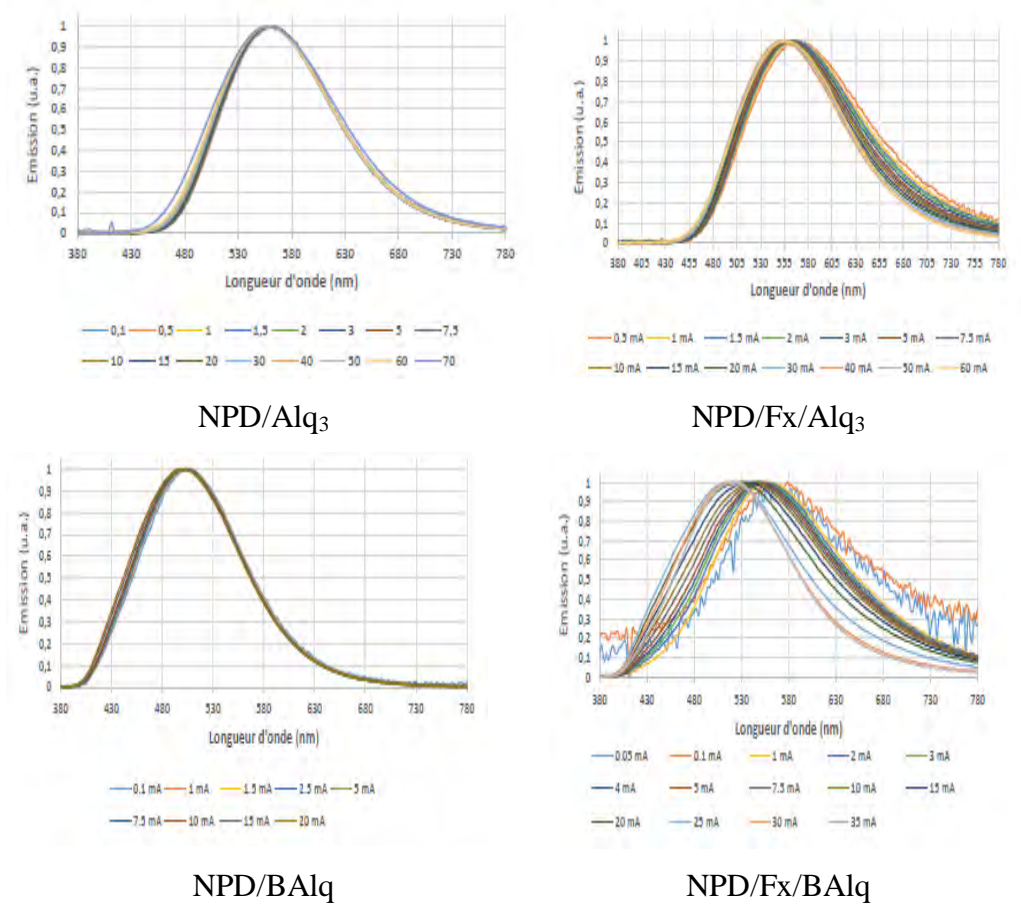 Emission (u.a.)
1
0,9
0,8
0,7
0,6
0,5
0,4
0,3
0,2
0,1
0
380 430 480 530 580 630 680 730 780
Longueur d'onde (nm)
0,1 0,5 1 1,5 2 3 5 7,5
10 15 20 30 40 50 60 70
NPD/Alq₃
Emission (u.a.)
1
0,9
0,8
0,7
0,6
0,5
0,4
0,3
0,2
0,1
0
380 405 430 455 480 505 530 555 580 605 630 655 680 705 730 755 780
Longueur d'onde (nm)
0.5 mA 1 mA 1.5 mA 2 mA 3 mA 5 mA 7.5 mA
10 mA 15 mA 20 mA 30 mA 40 mA 50 mA 60 mA
NPD/Fx/Alq₃
Emission (u.a.)
1
0,9
0,8
0,7
0,6
0,5
0,4
0,3
0,2
0,1
0
380 430 480 530 580 630 680 730 780
Longueur d'onde (nm)
0.1 mA 1 mA 1.5 mA 2.5 mA 5 mA
7.5 mA 10 mA 15 mA 20 mA
NPD/BAlq
Emission (u.a.)
1
0,9
0,8
0,7
0,6
0,5
0,4
0,3
0,2
0,1
0
380 430 480 530 580 630 680 730 780
Longueur d'onde (nm)
0.05 mA 0.1 mA 1 mA 2 mA 3 mA
4 mA 5 mA 7.5 mA 10 mA 15 mA
20 mA 25 mA 30 mA 35 mA
NPD/Fx/BAlq